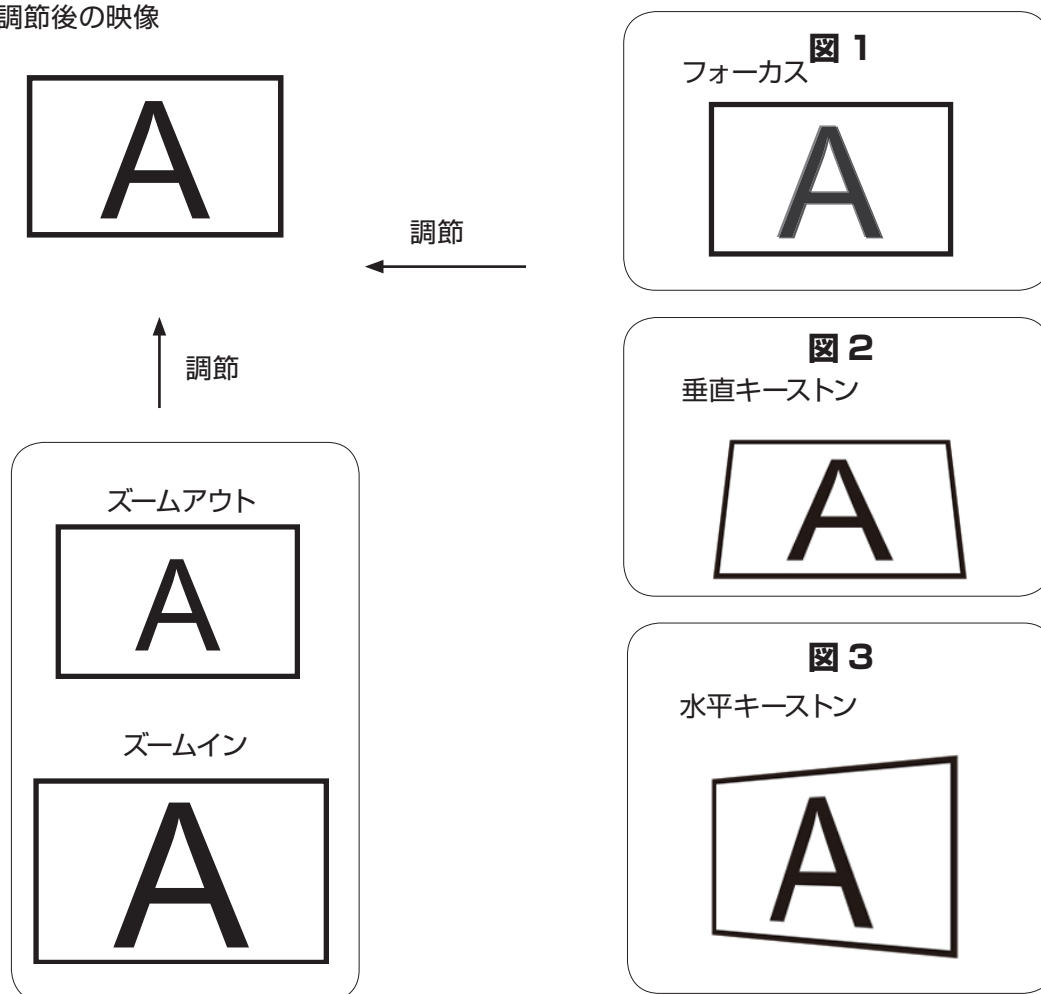 調節後の映像
A
調節
調節
ズームアウト
A
ズームイン
A
図 1
フォーカス
A
図 2
垂直キーストン
A
図 3
水平キーストン
A